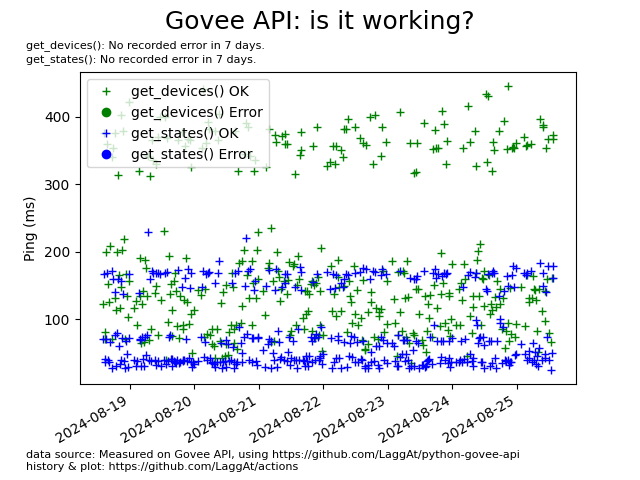 Govee API: is it working?
get_devices(): No recorded error in 7 days.
get_states(): No recorded error in 7 days.
get_devices() OK
get_devices() Error
get_states() OK
get_states() Error
400
300
200
100
Ping (ms)
2024-08-19
2024-08-20
2024-08-21
2024-08-22
2024-08-23
2024-08-24
2024-08-25
data source: Measured on Govee API, using https://github.com/LaggAt/python-govee-api
history & plot: https://github.com/LaggAt/actions